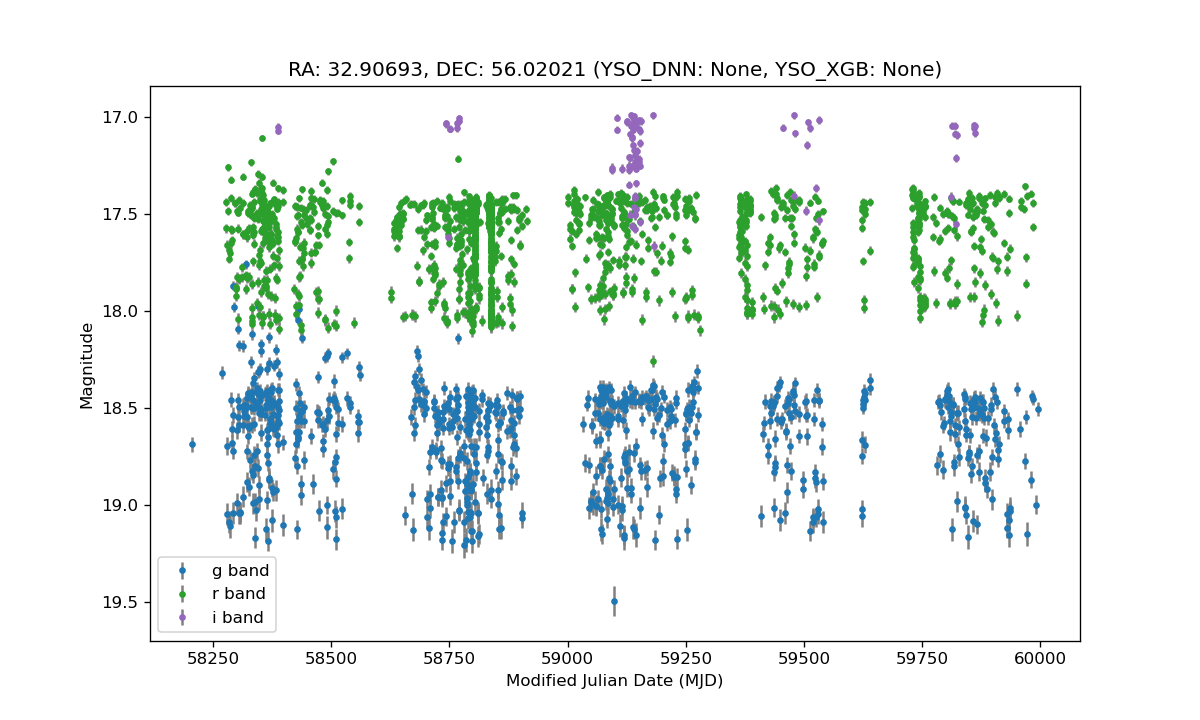 RA: 32.90693, DEC: 56.02021 (YSO_DNN: None, YSO_XGB: None)
17.0
17.5
18.0
18.5
19.0
19.5
Magnitude
g band
r band
i band
58250 58500 58750 59000 59250 59500 59750 60000
Modified Julian Date (MJD)